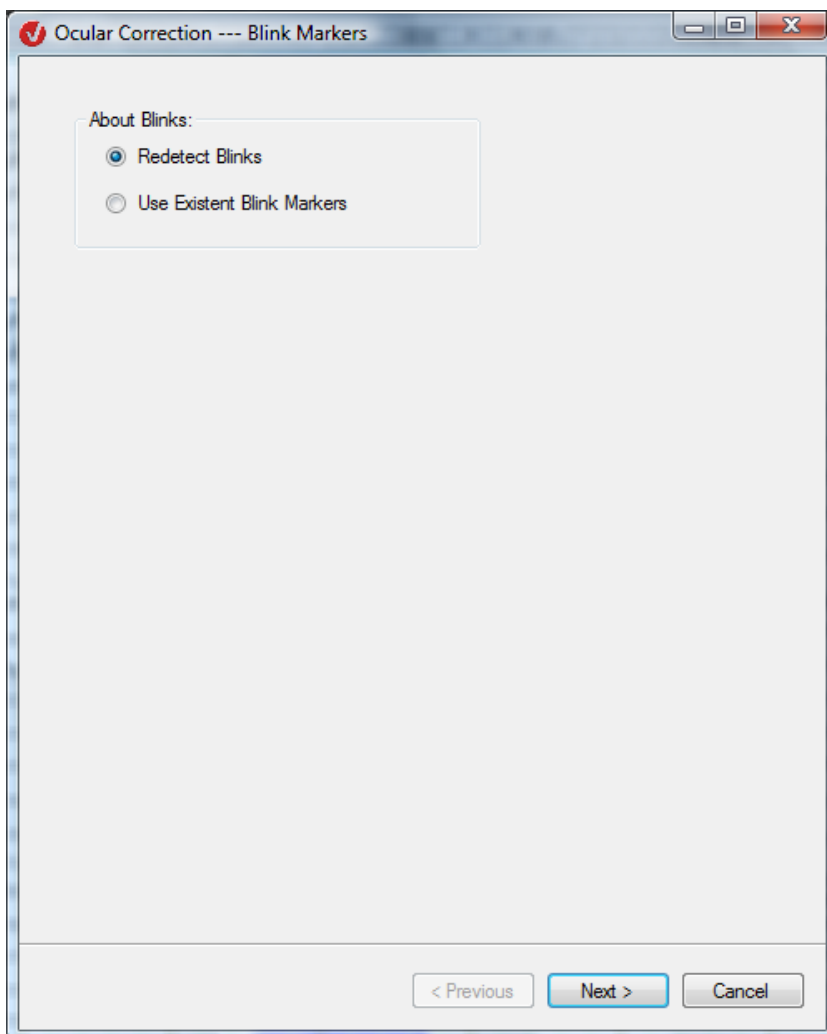 Ocular Correction --- Blink Markers
About Blinks:
Redetect Blinks
Use Existent Blink Markers
< Previous Next > Cancel